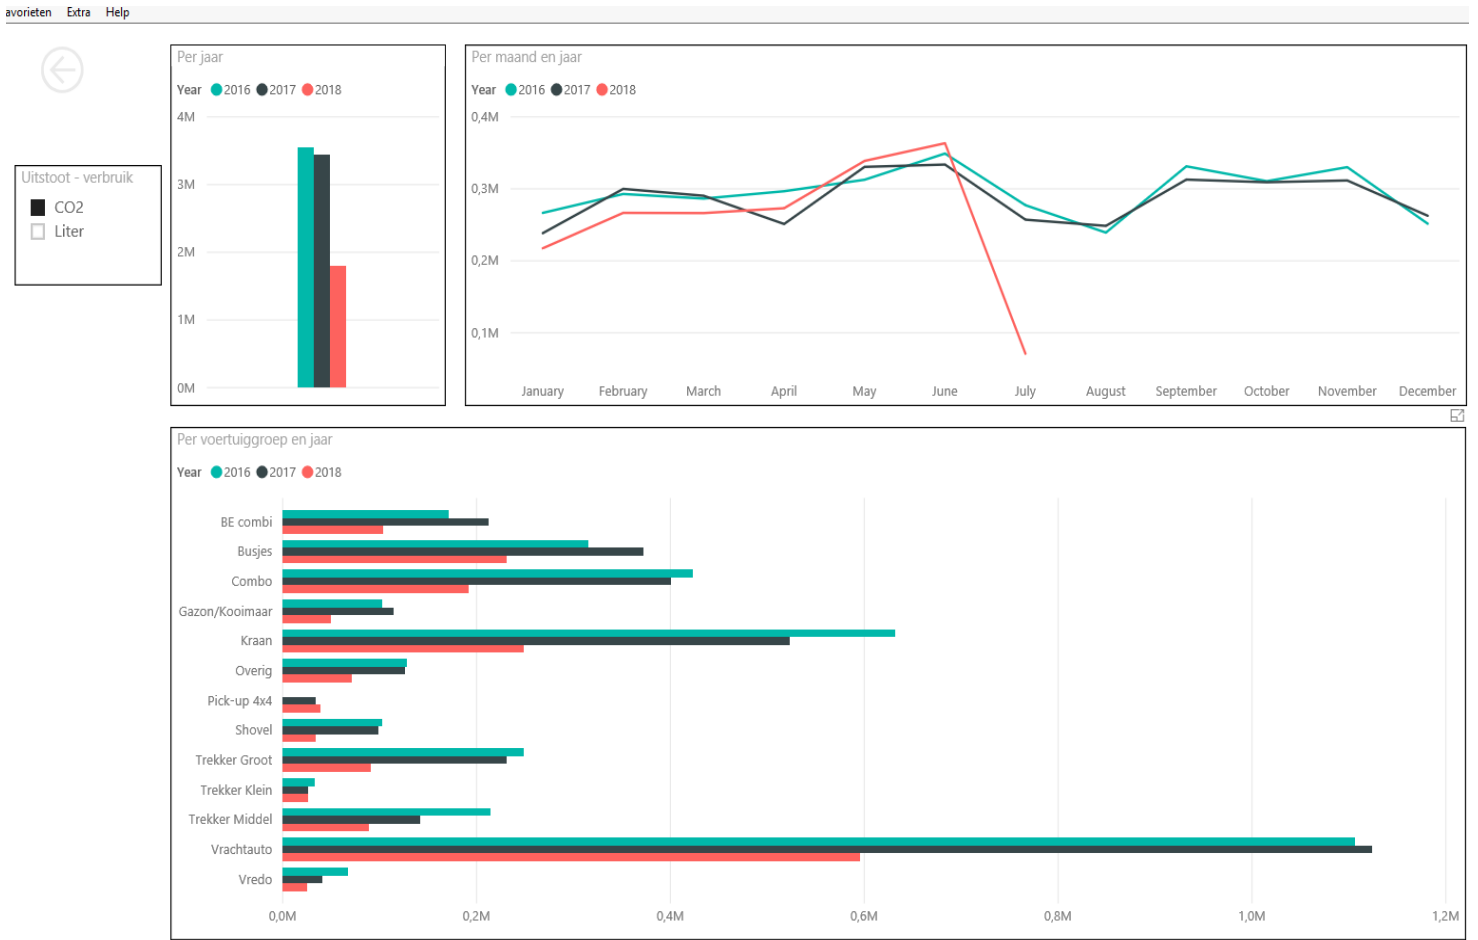 avorieten Extra Help
Uitstoot - verbruik
CO2
Liter
Per jaar
Year 2016 2017 2018
4M
3M
2M
1M
0M
Per maand en jaar
Year 2016 2017 2018
0,4M
0,3M
0,2M
0,1M
January February March April May June July August September October November December
Per voertuiggroep en jaar
Year 2016 2017 2018
BE combi
Busjes
Combo
Gazon/Kooimaar
Kraan
Overig
Pick-up 4x4
Shovel
Trekker Groot
Trekker Klein
Trekker Middel
Vrachtauto
Vredo
0,0M 0,2M 0,4M 0,6M 0,8M 1,0M 1,2M